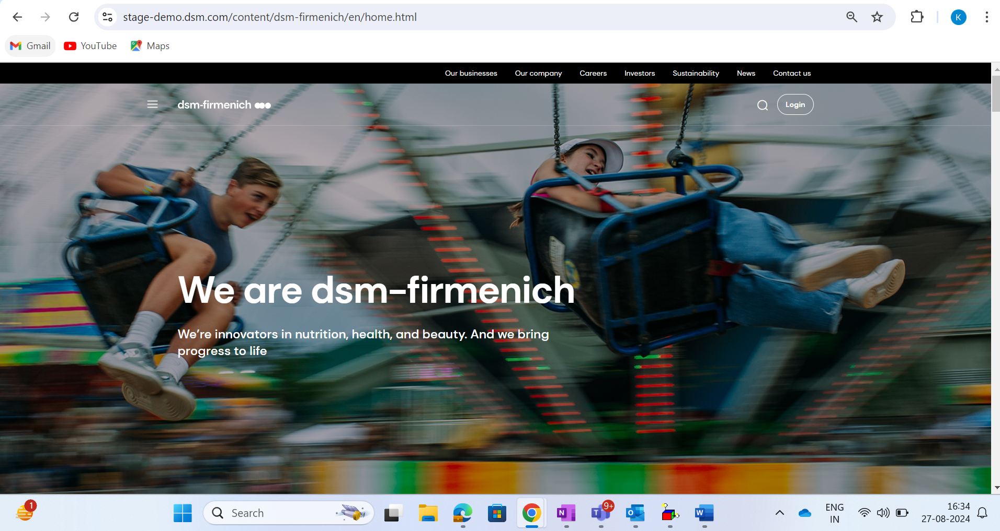 stage-demo.dsm.com/content/dsm-firmenich/en/home.html
K
Gmail YouTube Maps
Our businesses Our company Careers Investors Sustainability News Contact us
dsm-firmenich
Login
We are dsm-firmenich
We’re innovators in nutrition, health, and beauty. And we bring
progress to life
1
Search
N
T
9+
O
W
ENG
IN
16:34
27-08-2024